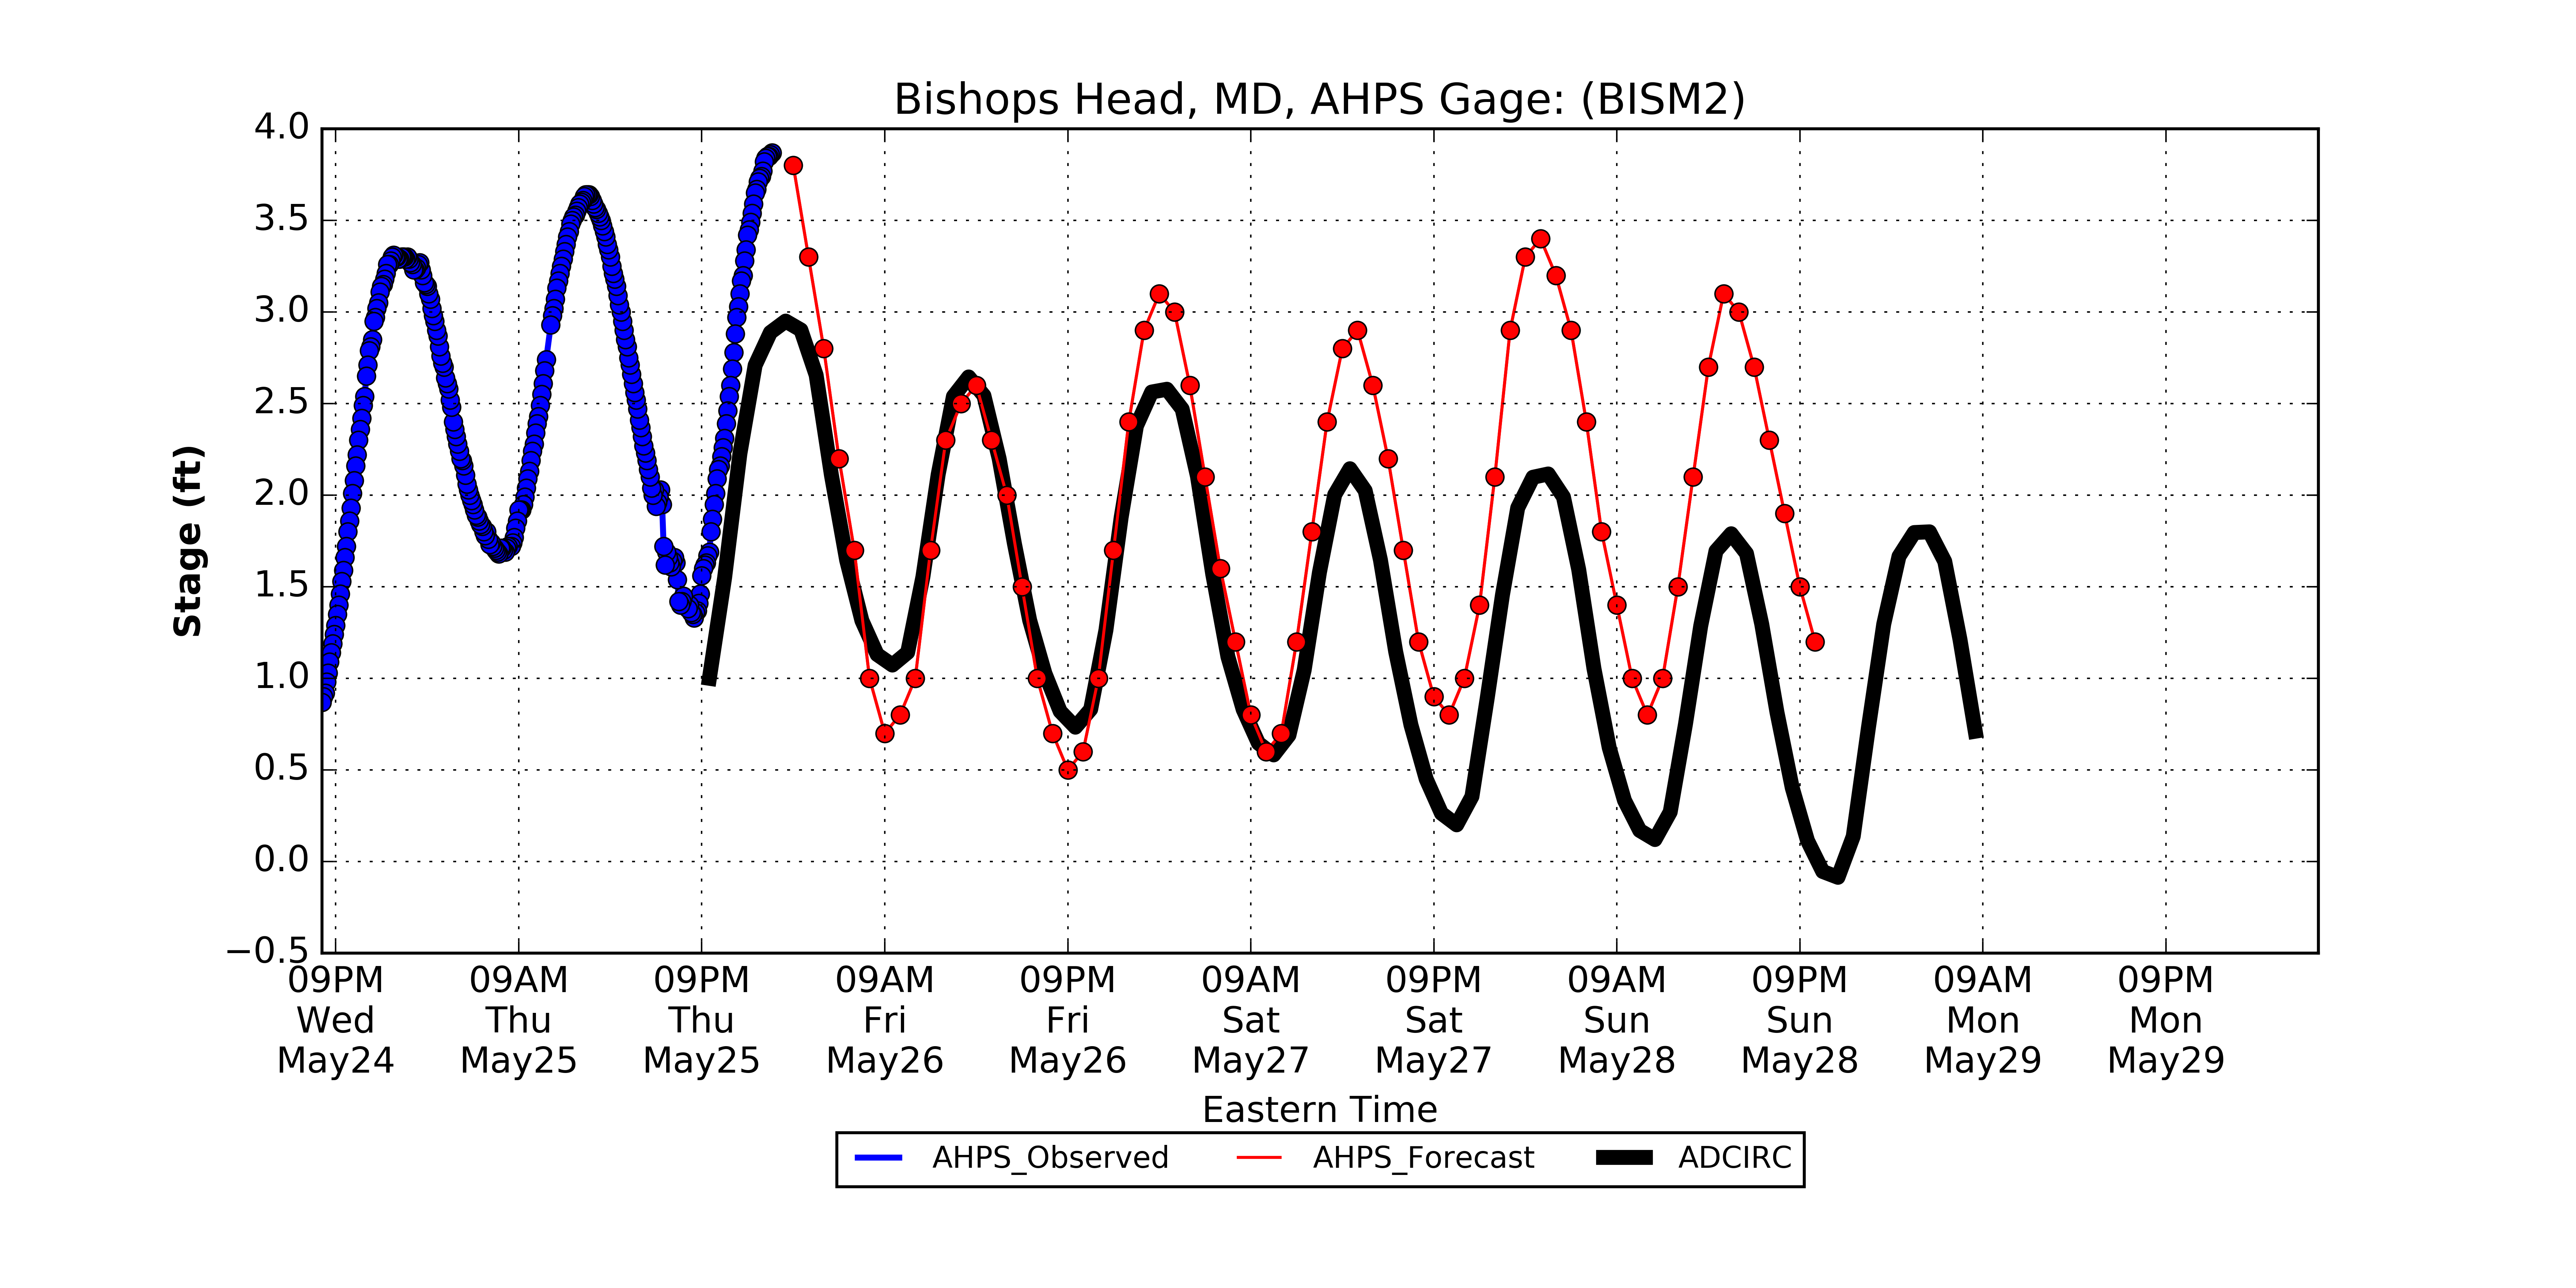 Bishops Head, MD, AHPS Gage: (BISM2)
4.0
3.5
3.0
2.5
2.0
1.5
1.0
0.5
0.0
−0.5
Stage (ft)
09PM 09AM 09PM 09AM 09PM 09AM 09PM 09AM 09PM 09AM 09PM
Wed Thu Thu Fri Fri Sat Sat Sun Sun Mon Mon
May24 May25 May25 May26 May26 May27 May27 May28 May28 May29 May29
Eastern Time
AHPS_Observed AHPS_Forecast ADCIRC